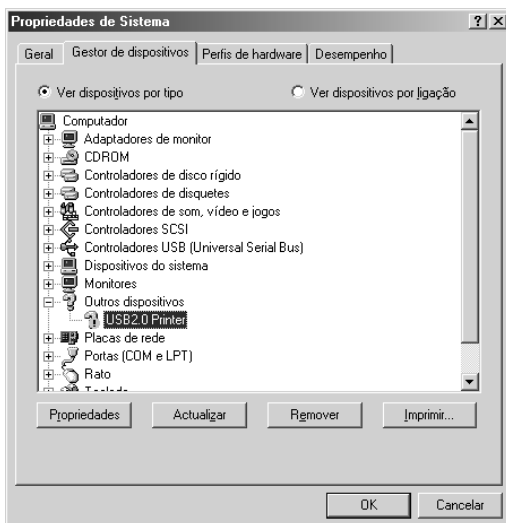 Propriedades de Sistema
Geral Gestor de dispositivos Perfis de hardware Desempenho
Ver dispositivos por tipo Ver dispositivos por ligação
Computador
Adaptadores de monitor
CDROM
Controladores de disco rígido
Controladores de disquetes
Controladores de som, vídeo e jogos
Controladores SCSI
Controladores USB (Universal Serial Bus)
Dispositivos do sistema
Monitores
Outros dispositivos
USB2.0 Printer
Placas de rede
Portas (COM e LPT)
Rato
Teclado
Propriedades Actualizar Remover Imprimir...
OK Cancelar